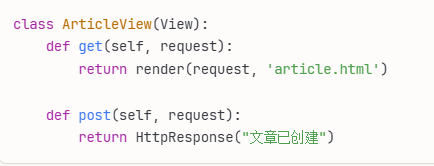 class ArticleView(View):
    def get(self, request):
        return render(request, 'article.html')

    def post(self, request):
        return HttpResponse("文章已创建")